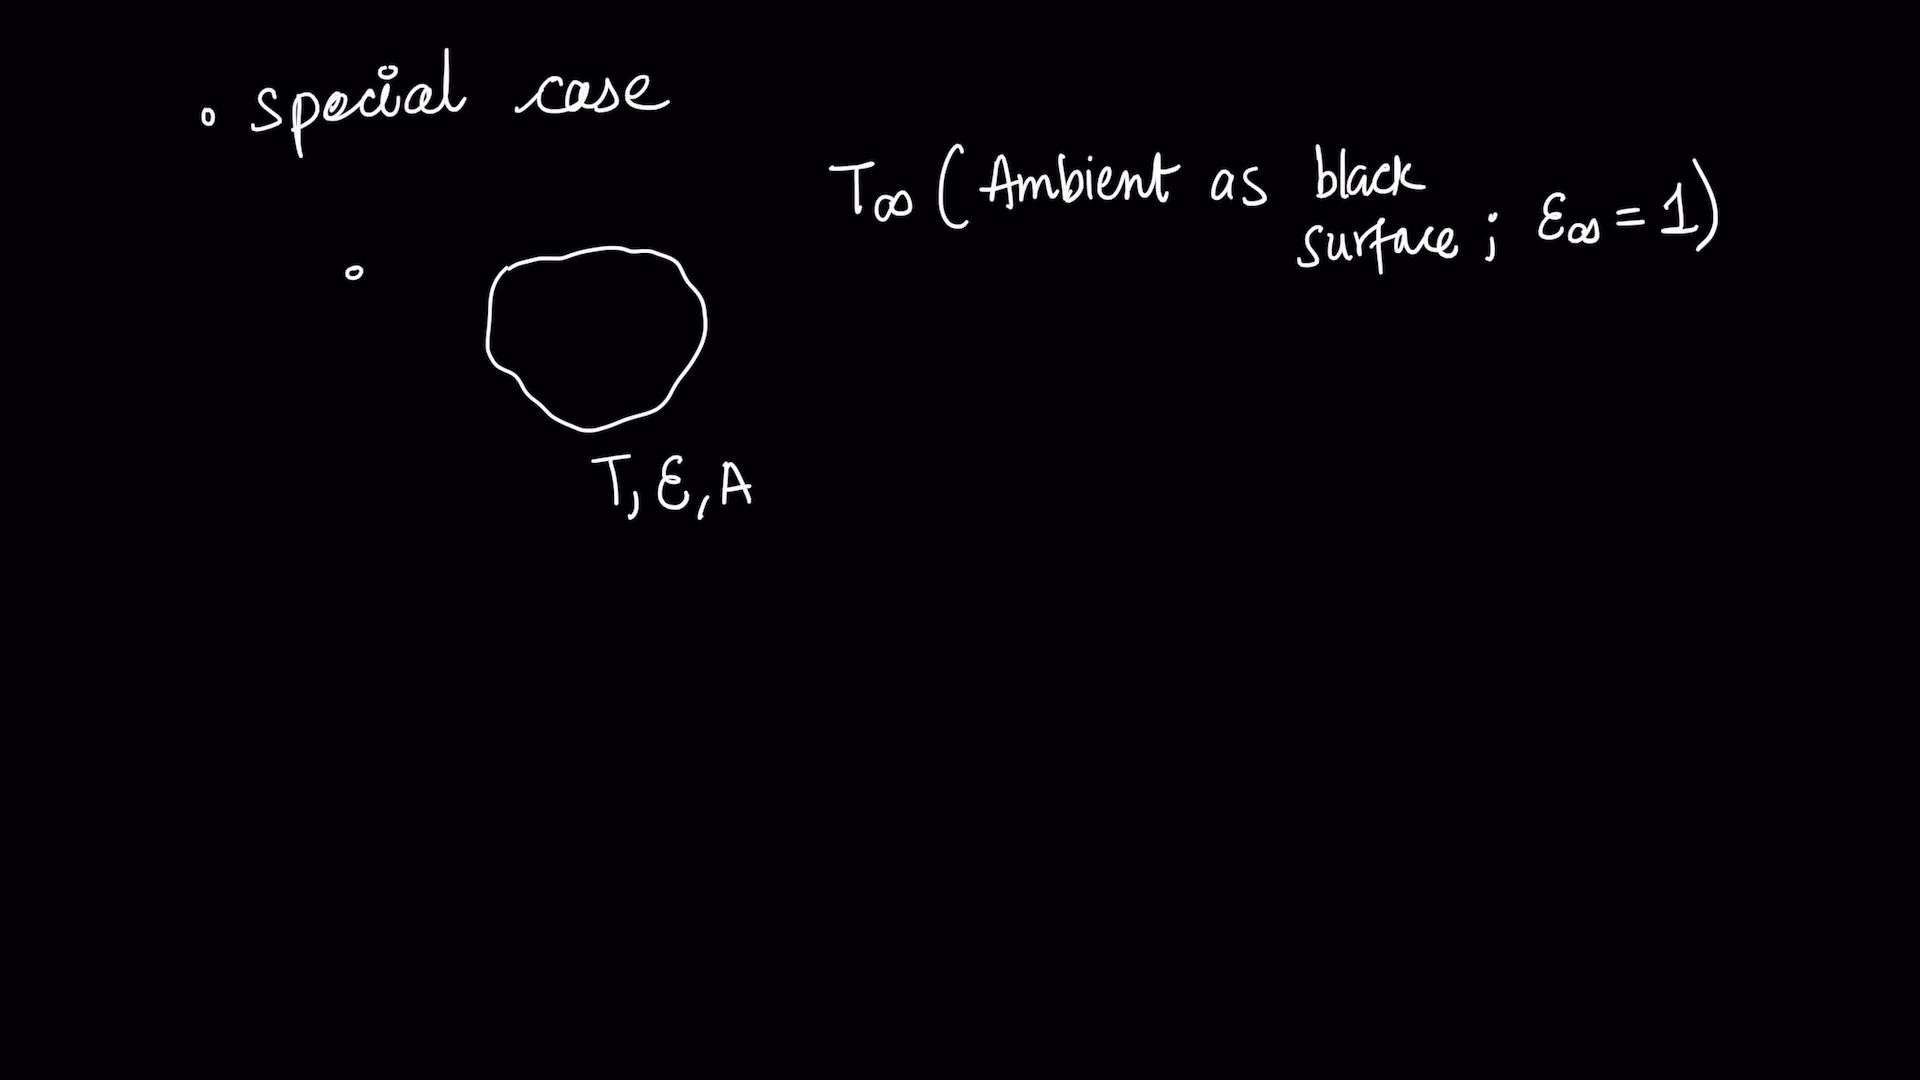 • special case
T∞ (Ambient as black
surface ; ε∞ = 1)
T, ε, A